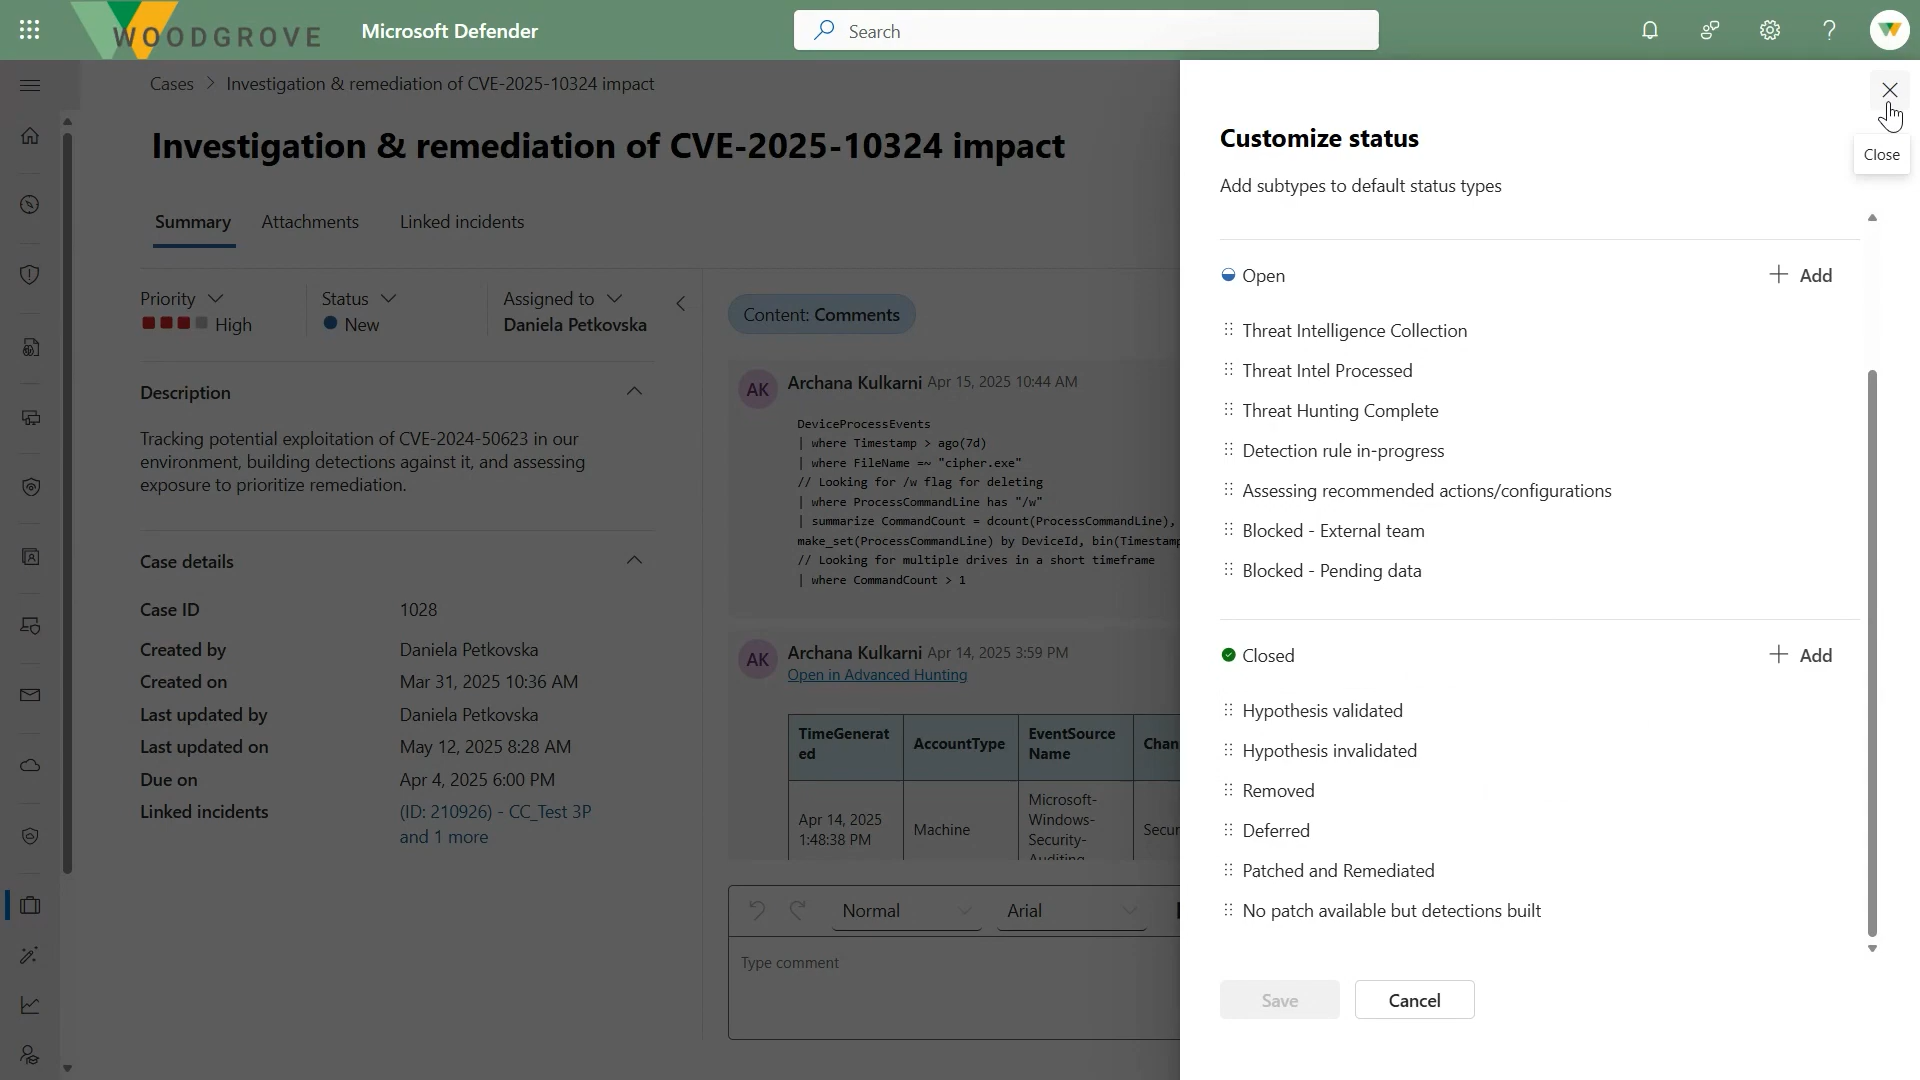 WOODGROVE
Microsoft Defender
Search
Cases > Investigation & remediation of CVE-2025-10324 impact
Investigation & remediation of CVE-2025-10324 impact
Summary
Attachments
Linked incidents
Priority
High
Status
New
Assigned to
Daniela Petkovska
Description
Tracking potential exploitation of CVE-2024-50623 in our
environment, building detections against it, and assessing
exposure to prioritize remediation.
Case details
Case ID 1028
Created by Daniela Petkovska
Created on Mar 31, 2025 10:36 AM
Last updated by Daniela Petkovska
Last updated on May 12, 2025 8:28 AM
Due on Apr 4, 2025 6:00 PM
Linked incidents (ID: 210926) - CC_Test 3P
and 1 more
Content: Comments
AK
Archana Kulkarni Apr 15, 2025 10:44 AM
DeviceProcessEvents
| where Timestamp > ago(7d)
| where FileName =~ "cipher.exe"
// Looking for /w flag for deleting
| where ProcessCommandLine has "/w"
| summarize CommandCount = dcount(ProcessCommandLine),
make_set(ProcessCommandLine) by DeviceId, bin(Timestamp
// Looking for multiple drives in a short timeframe
| where CommandCount > 1
AK
Archana Kulkarni Apr 14, 2025 3:59 PM
Open in Advanced Hunting
TimeGenerat
ed
AccountType
EventSource
Name
Chan
Apr 14, 2025
1:48:38 PM
Machine
Microsoft-
Windows-
Security-
Auditing
Secur
Normal
Arial
Type comment
Close
Customize status
Add subtypes to default status types
Open
+ Add
Threat Intelligence Collection
Threat Intel Processed
Threat Hunting Complete
Detection rule in-progress
Assessing recommended actions/configurations
Blocked - External team
Blocked - Pending data
Closed
+ Add
Hypothesis validated
Hypothesis invalidated
Removed
Deferred
Patched and Remediated
No patch available but detections built
Save
Cancel